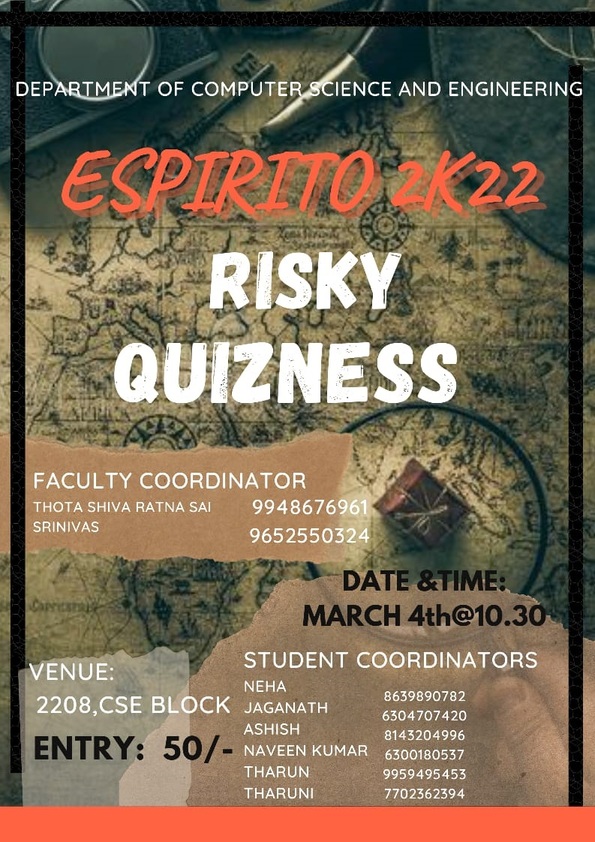 DEPARTMENT OF COMPUTER SCIENCE AND ENGINEERING
ESPIRITO 2K22
RISKY
QUIZNESS
FACULTY COORDINATOR
THOTA SHIVA RATNA SAI 9948676961
SRINIVAS 9652550324
DATE &TIME:
MARCH 4th@10.30
VENUE:
2208,CSE BLOCK
ENTRY: 50/-
STUDENT COORDINATORS
NEHA 8639890782
JAGANATH 6304707420
ASHISH 8143204996
NAVEEN KUMAR 6300180537
THARUN 9959495453
THARUNI 7702362394